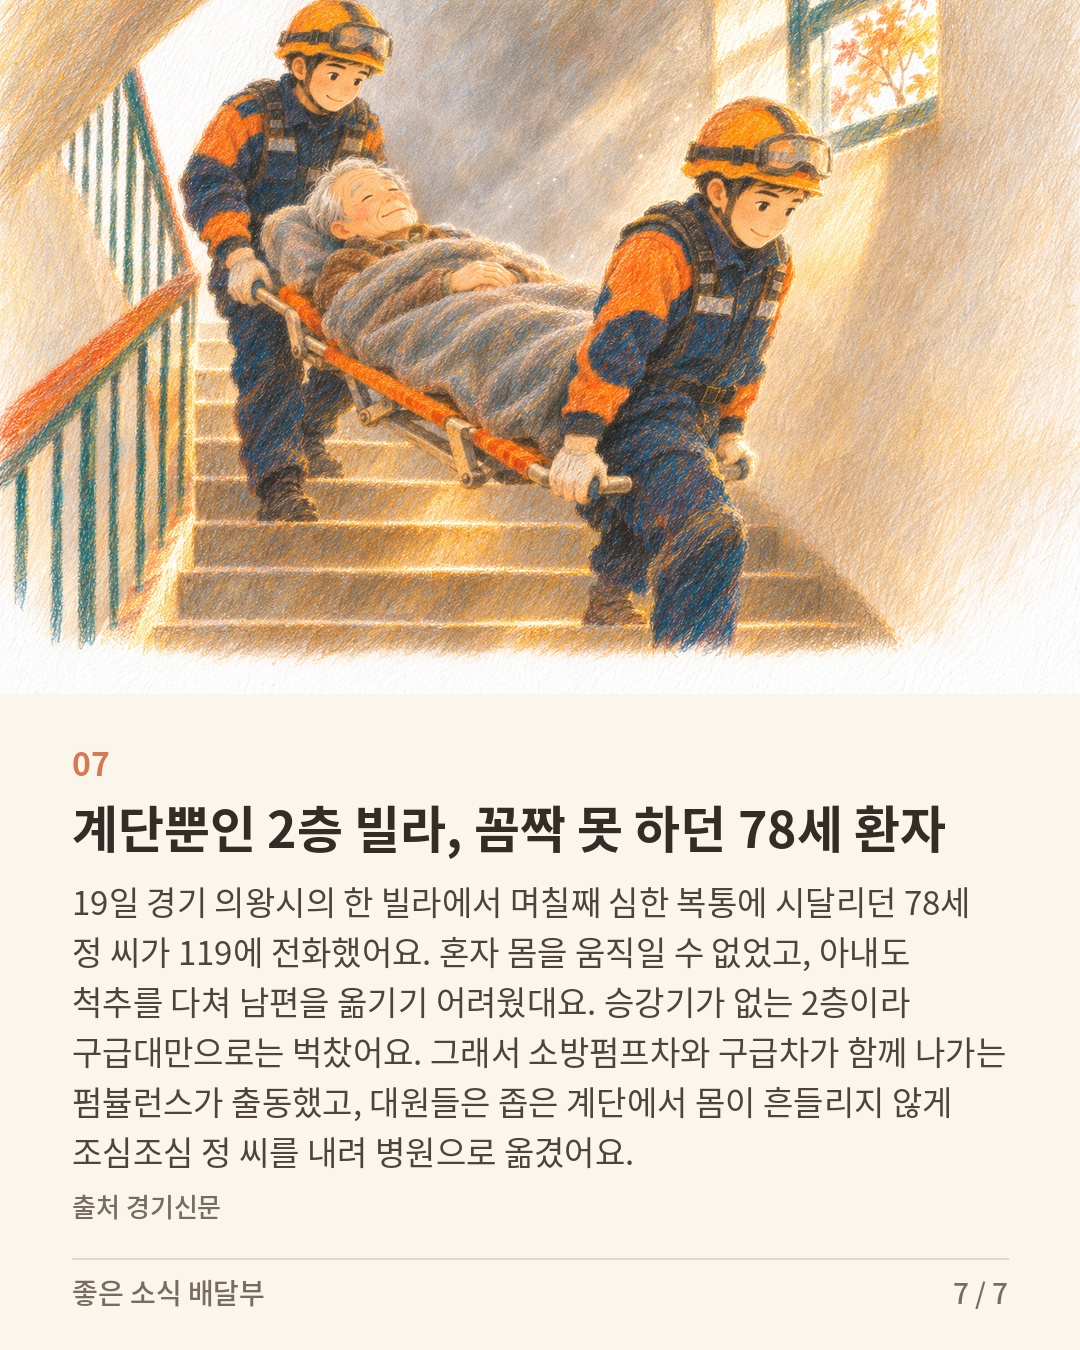 07
계단뿐인 2층 빌라, 꼼짝 못 하던 78세 환자
19일 경기 의왕시의 한 빌라에서 며칠째 심한 복통에 시달리던 78세
정 씨가 119에 전화했어요. 혼자 몸을 움직일 수 없었고, 아내도
척추를 다쳐 남편을 옮기기 어려웠대요. 승강기가 없는 2층이라
구급대만으로는 벅찼어요. 그래서 소방펌프차와 구급차가 함께 나가는
펌뷸런스가 출동했고, 대원들은 좁은 계단에서 몸이 흔들리지 않게
조심조심 정 씨를 내려 병원으로 옮겼어요.
출처 경기신문
좋은 소식 배달부
7 / 7